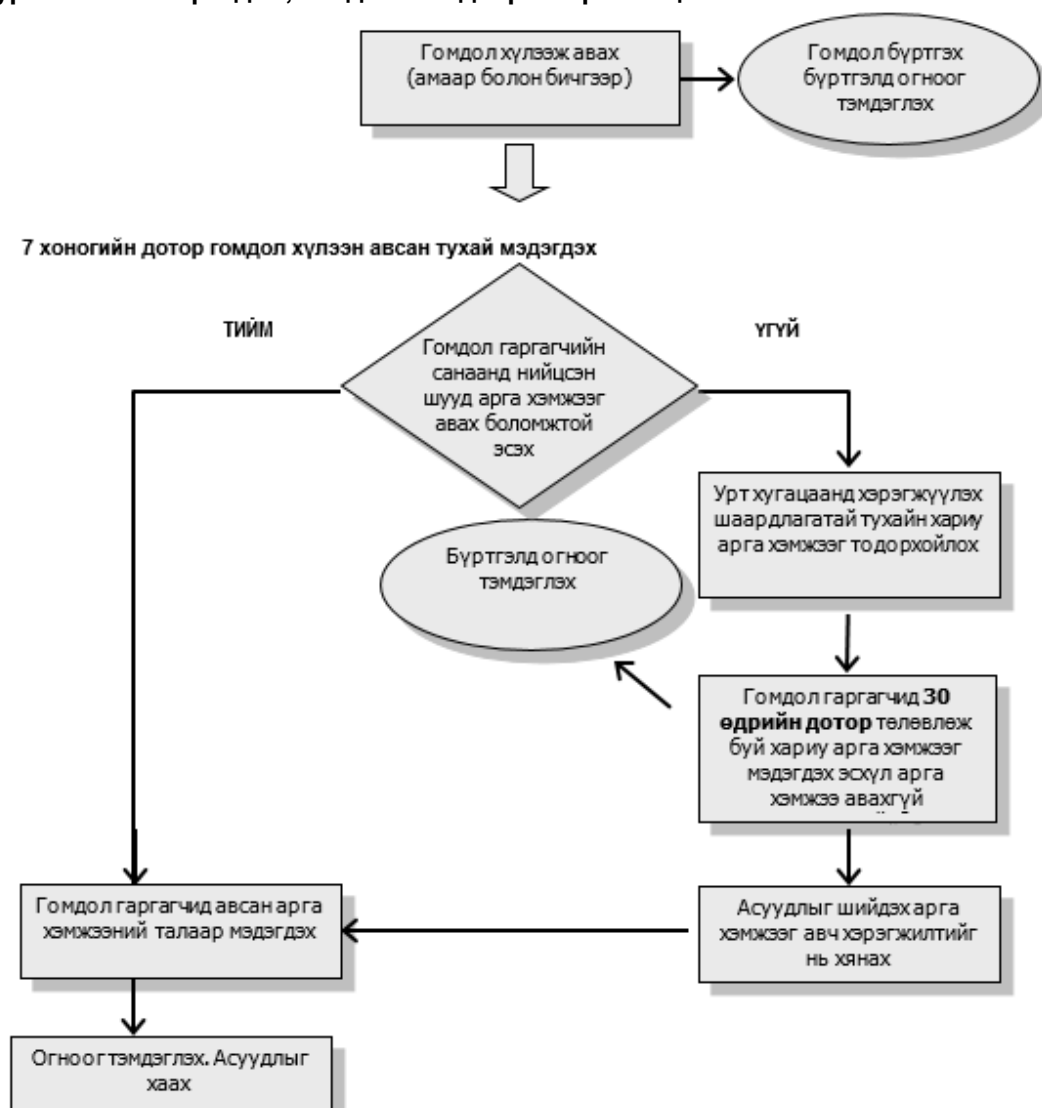 Гомдол хүлээж авах
(амаар болон бичгээр)
Гомдол бүртгэх
бүртгэлд огноог
тэмдэглэх
7 хоногийн дотор гомдол хүлээн авсан тухай мэдэгдэх
ТИЙМ
ҮГҮЙ
Гомдол гаргагчийн
санаанд нийцсэн
шууд арга хэмжээг
авах боломжтой
эсэх
Урт хугацаанд хэрэгжүүлэх
шаардлагатай тухайн хариу
арга хэмжээг тодорхойлох
Бүртгэлд огноог
тэмдэглэх
Гомдол гаргагчид 30
өдрийн дотор төлөвлөж
буй хариу арга хэмжээг
мэдэгдэх эсхүл арга
хэмжээ авахгүй
Гомдол гаргагчид авсан арга
хэмжээний талаар мэдэгдэх
Асуудлыг шийдэх арга
хэмжээг авч хэрэгжилтийг
нь хянах
Огноог тэмдэглэх. Асуудлыг
хаах